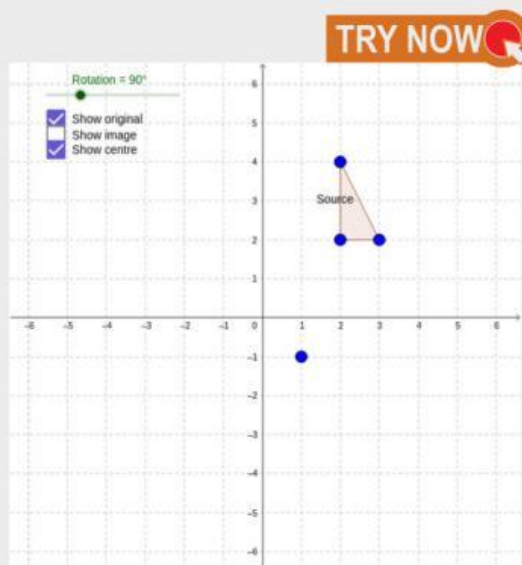 TRY NOW
Rotation = 90°
Show original
Show image
Show centre
6
5
4
Source
3
2
1
-6 -5 -4 -3 -2 -1 0 1 2 3 4 5 6
-1
-2
-3
-4
-5
-6